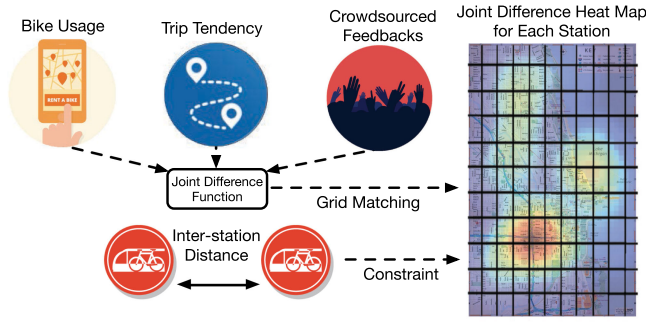 Bike Usage
Trip Tendency
Crowdsourced
Feedbacks
Joint Difference Heat Map
for Each Station
RENT A BIKE
Joint Difference
Function
Grid Matching
Inter-station
Distance
Constraint